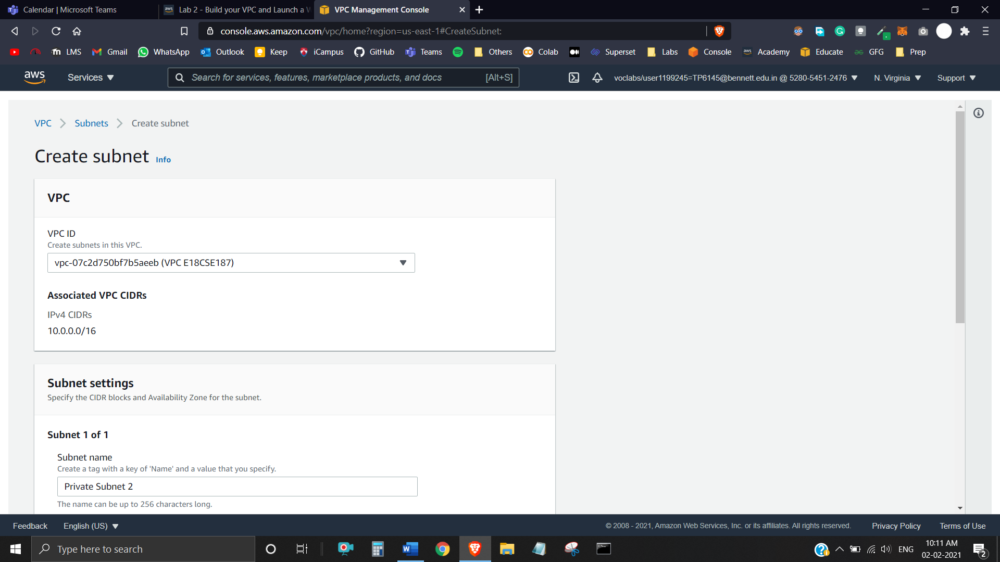 Calendar | Microsoft Teams
Lab 2 - Build your VPC and Launch a W
VPC Management Console
console.aws.amazon.com/vpc/home?region=us-east-1#CreateSubnet:
LMS
Gmail
WhatsApp
Outlook
Keep
iCampus
GitHub
Teams
Others
Colab
Superset
Labs
Console
aws
Academy
Educate
GFG
Prep
aws
Services
Search for services, features, marketplace products, and docs
[Alt+S]
voclabs/user1199245=TP6145@bennett.edu.in @ 5280-5451-2476
N. Virginia
Support
VPC
Subnets
Create subnet
Create subnet Info
VPC
VPC ID
Create subnets in this VPC.
vpc-07c2d750bf7b5aeeb (VPC E18CSE187)
Associated VPC CIDRs
IPv4 CIDRs
10.0.0.0/16
Subnet settings
Specify the CIDR blocks and Availability Zone for the subnet.
Subnet 1 of 1
Subnet name
Create a tag with a key of 'Name' and a value that you specify.
Private Subnet 2
The name can be up to 256 characters long.
Feedback
English (US)
© 2008 - 2021, Amazon Web Services, Inc. or its affiliates. All rights reserved.
Privacy Policy
Terms of Use
Type here to search
ENG
10:11 AM
02-02-2021
2